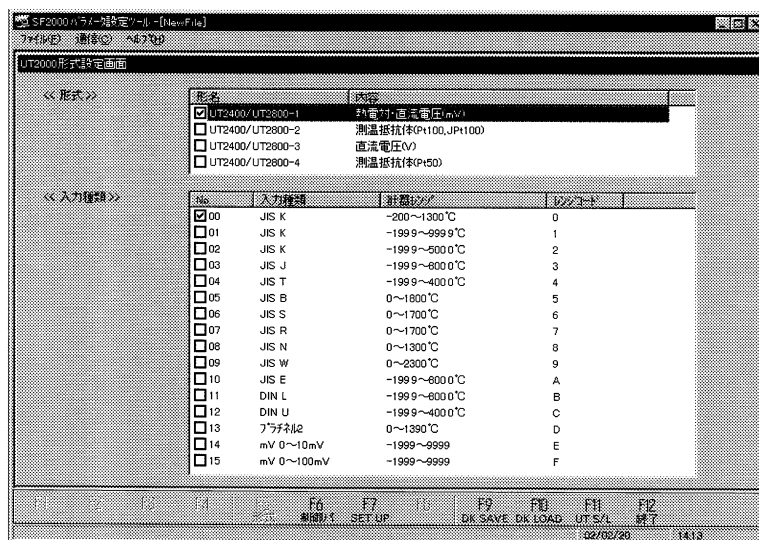 SF2000 パラメータ設定ツール -[NewFile]
ファイル(F) 通信(C) ヘルプ(H)
UT2000形式設定画面
<< 形式 >>
形名 内容
UT2400/UT2800-1 熱電対・直流電圧(mV)
UT2400/UT2800-2 測温抵抗体(Pt100,JPt100)
UT2400/UT2800-3 直流電圧(V)
UT2400/UT2800-4 測温抵抗体(Pt50)
<< 入力種類 >>
No. 入力種類 計器レンジ レンジコード
00 JIS K -200~1300℃ 0
01 JIS K -199.9~999.9℃ 1
02 JIS K -199.9~500.0℃ 2
03 JIS J -199.9~600.0℃ 3
04 JIS T -199.9~400.0℃ 4
05 JIS B 0~1800℃ 5
06 JIS S 0~1700℃ 6
07 JIS R 0~1700℃ 7
08 JIS N 0~1300℃ 8
09 JIS W 0~2300℃ 9
10 JIS E -199.9~600.0℃ A
11 DIN L -199.9~600.0℃ B
12 DIN U -199.9~400.0℃ C
13 プラチネル2 0~1390℃ D
14 mV 0~10mV -1999~9999 E
15 mV 0~100mV -1999~9999 F
F1 F2 F3 F4 形式 F6 制御パ F7 SET UP F8 F9 DK SAVE F10 DK LOAD F11 UT S/L F12 終了
02/02/20 14:13